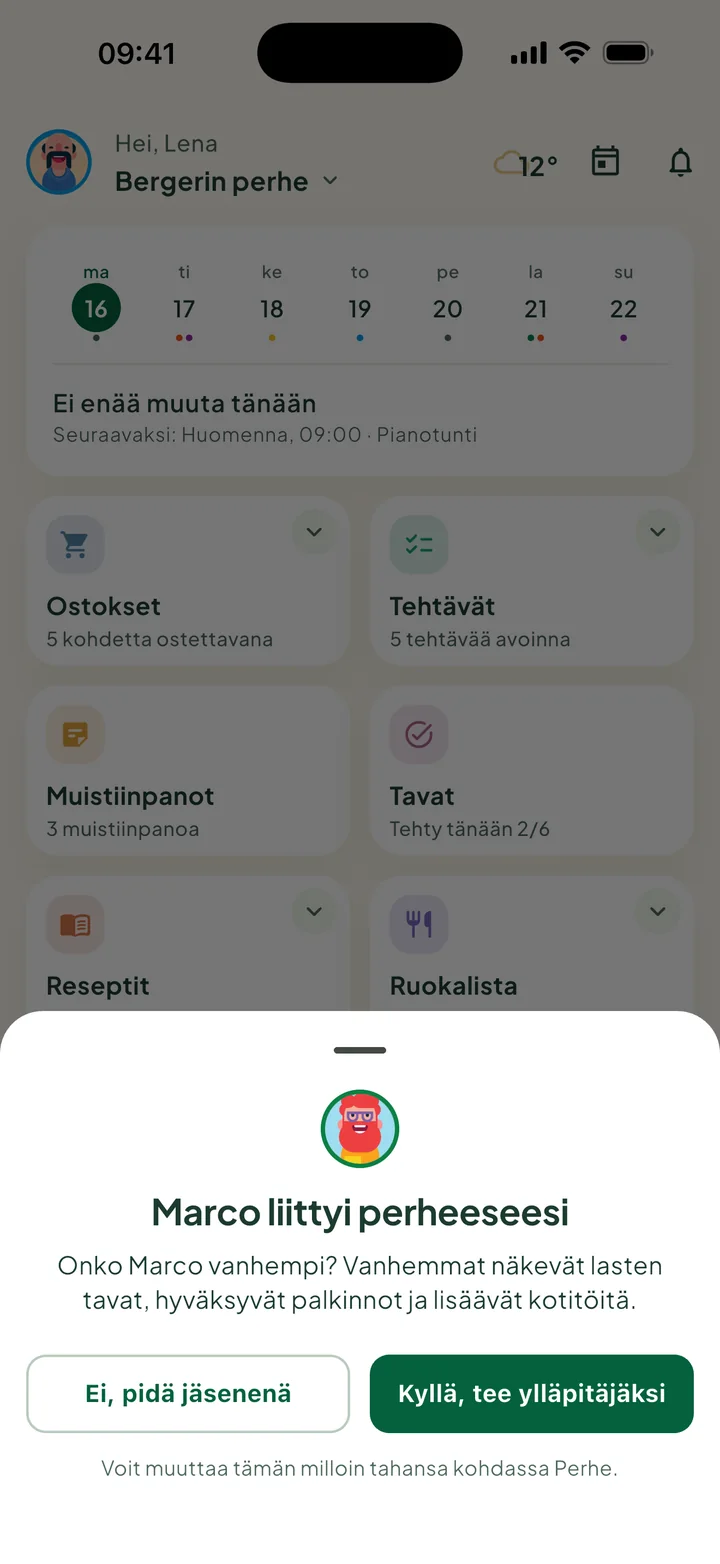 09:41
Hei, Lena
Bergerin perhe
12°
ma ti ke to pe la su
16 17 18 19 20 21 22
Ei enää muuta tänään
Seuraavaksi: Huomenna, 09:00 · Pianotunti
Ostokset
5 kohdetta ostettavana
Tehtävät
5 tehtävää avoinna
Muistiinpanot
3 muistiinpanoa
Tavat
Tehty tänään 2/6
Reseptit
Ruokalista
Marco liittyi perheeseesi
Onko Marco vanhempi? Vanhemmat näkevät lasten
tavat, hyväksyvät palkinnot ja lisäävät kotitöitä.
Ei, pidä jäsenenä
Kyllä, tee ylläpitäjäksi
Voit muuttaa tämän milloin tahansa kohdassa Perhe.